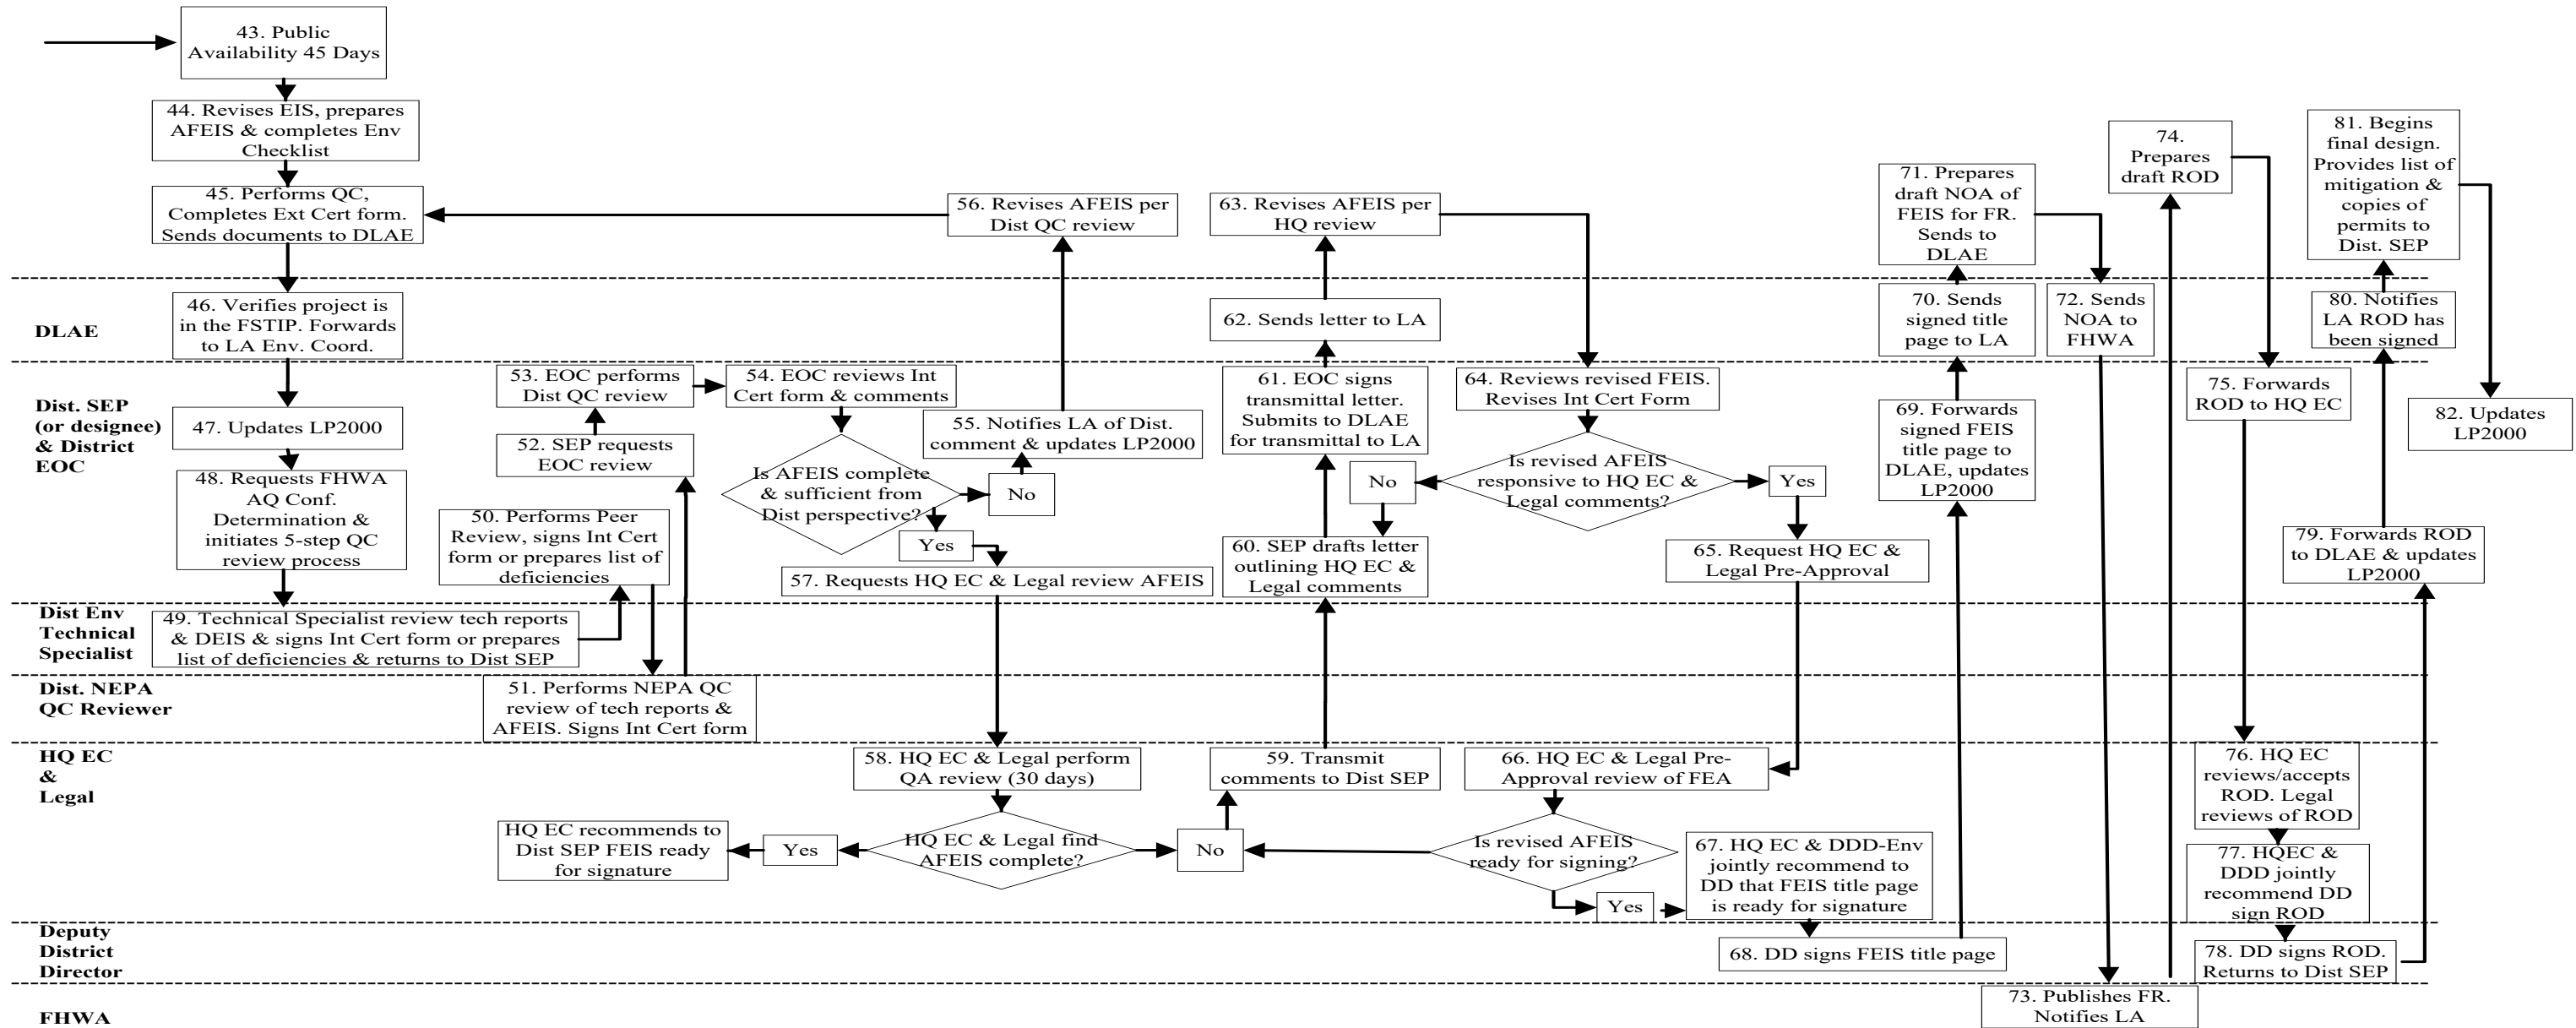 43. Public
Availability 45 Days
44. Revises EIS, prepares
AFEIS & completes Env
Checklist
45. Performs QC,
Completes Ext Cert form.
Sends documents to DLAE
56. Revises AFEIS per
Dist QC review
63. Revises AFEIS per
HQ review
71. Prepares
draft NOA of
FEIS for FR.
Sends to
DLAE
74.
Prepares
draft ROD
81. Begins
final design.
Provides list of
mitigation &
copies of
permits to
Dist. SEP
DLAE
46. Verifies project is
in the FSTIP. Forwards
to LA Env. Coord.
62. Sends letter to LA
70. Sends
signed title
page to LA
72. Sends
NOA to
FHWA
80. Notifies
LA ROD has
been signed
Dist. SEP
(or designee)
& District
EOC
47. Updates LP2000
48. Requests FHWA
AQ Conf.
Determination &
initiates 5-step QC
review process
50. Performs Peer
Review, signs Int Cert
form or prepares list of
deficiencies
52. SEP requests
EOC review
53. EOC performs
Dist QC review
54. EOC reviews Int
Cert form & comments
Is AFEIS complete
& sufficient from
Dist perspective?
No
Yes
55. Notifies LA of Dist.
comment & updates LP2000
57. Requests HQ EC & Legal review AFEIS
61. EOC signs
transmittal letter.
Submits to DLAE
for transmittal to LA
60. SEP drafts letter
outlining HQ EC &
Legal comments
64. Reviews revised FEIS.
Revises Int Cert Form
Is revised AFEIS
responsive to HQ EC &
Legal comments?
No
Yes
65. Request HQ EC &
Legal Pre-Approval
69. Forwards
signed FEIS
title page to
DLAE, updates
LP2000
75. Forwards
ROD to HQ EC
79. Forwards ROD
to DLAE & updates
LP2000
82. Updates
LP2000
Dist Env
Technical
Specialist
49. Technical Specialist review tech reports
& DEIS & signs Int Cert form or prepares
list of deficiencies & returns to Dist SEP
Dist. NEPA
QC Reviewer
51. Performs NEPA QC
review of tech reports &
AFEIS. Signs Int Cert form
HQ EC
&
Legal
58. HQ EC & Legal perform
QA review (30 days)
HQ EC & Legal find
AFEIS complete?
Yes
HQ EC recommends to
Dist SEP FEIS ready
for signature
No
59. Transmit
comments to Dist SEP
66. HQ EC & Legal Pre-
Approval review of FEA
Is revised AFEIS
ready for signing?
Yes
67. HQ EC & DDD-Env
jointly recommend to
DD that FEIS title page
is ready for signature
76. HQ EC
reviews/accepts
ROD. Legal
reviews of ROD
77. HQEC &
DDD jointly
recommend DD
sign ROD
Deputy
District
Director
68. DD signs FEIS title page
78. DD signs ROD.
Returns to Dist SEP
FHWA
73. Publishes FR.
Notifies LA